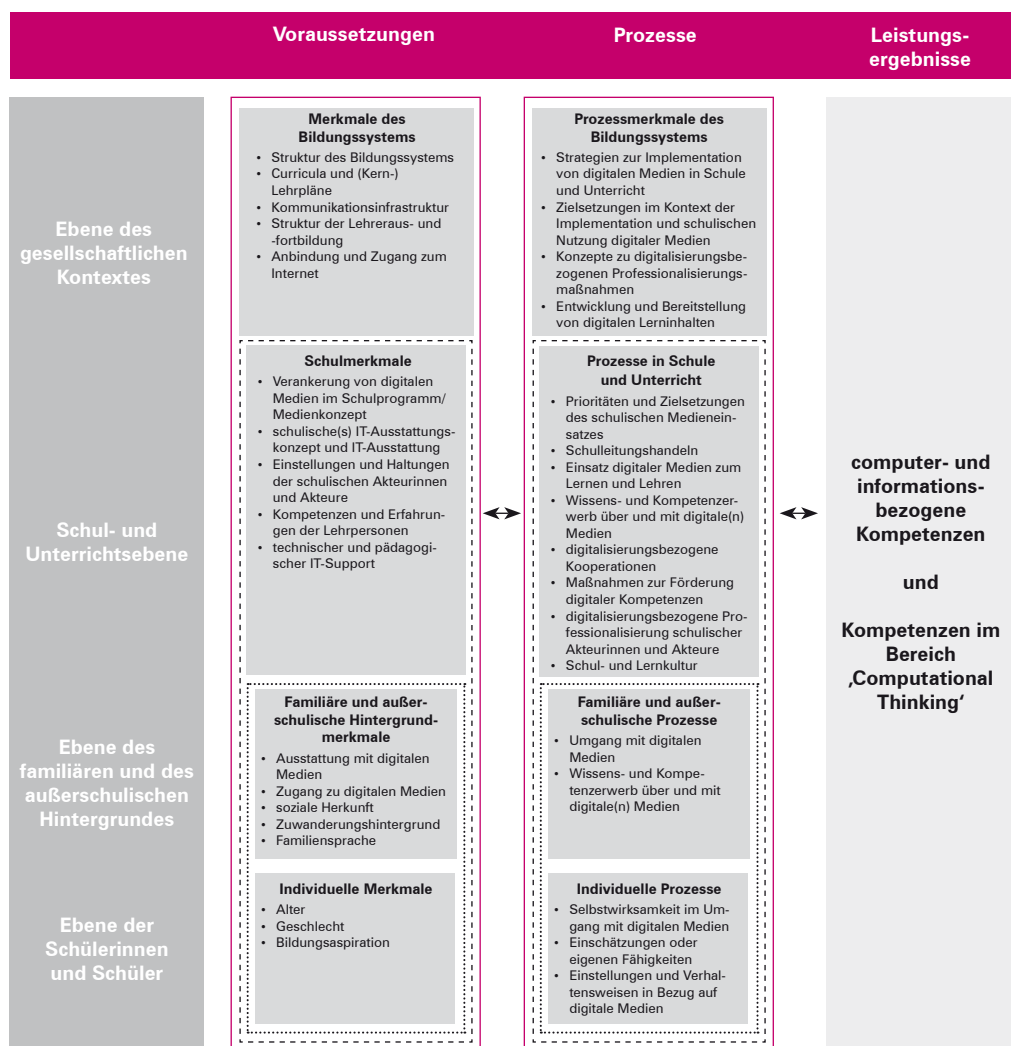 Voraussetzungen
Prozesse
Leistungs-
ergebnisse
Ebene des
gesellschaftlichen
Kontextes
Merkmale des
Bildungssystems
• Struktur des Bildungssystems
• Curricula und (Kern-)
Lehrpläne
• Kommunikationsinfrastruktur
• Struktur der Lehreraus- und
-fortbildung
• Anbindung und Zugang zum
Internet
Prozessmerkmale des
Bildungssystems
• Strategien zur Implementation
von digitalen Medien in Schule
und Unterricht
• Zielsetzungen im Kontext der
Implementation und schulischen
Nutzung digitaler Medien
• Konzepte zu digitalisierungsbe-
zogenen Professionalisierungs-
maßnahmen
• Entwicklung und Bereitstellung
von digitalen Lerninhalten
Schul- und
Unterrichtsebene
Schulmerkmale
• Verankerung von digitalen
Medien im Schulprogramm/
Medienkonzept
• schulische(s) IT-Ausstattungs-
konzept und IT-Ausstattung
• Einstellungen und Haltungen
der schulischen Akteurinnen
und Akteure
• Kompetenzen und Erfahrun-
gen der Lehrpersonen
• technischer und pädagogi-
scher IT-Support
Prozesse in Schule
und Unterricht
• Prioritäten und Zielsetzungen
des schulischen Medienein-
satzes
• Schulleitungshandeln
• Einsatz digitaler Medien zum
Lernen und Lehren
• Wissens- und Kompetenzer-
werb über und mit digitale(n)
Medien
• digitalisierungsbezogene
Kooperationen
• Maßnahmen zur Förderung
digitaler Kompetenzen
• digitalisierungsbezogene Pro-
fessionalisierung schulischer
Akteurinnen und Akteure
• Schul- und Lernkultur
Ebene des
familiären und des
außerschulischen
Hintergrundes
Familiäre und außer-
schulische Hintergrund-
merkmale
• Ausstattung mit digitalen
Medien
• Zugang zu digitalen Medien
• soziale Herkunft
• Zuwanderungshintergrund
• Familiensprache
Familiäre und außer-
schulische Prozesse
• Umgang mit digitalen
Medien
• Wissens- und Kompe-
tenzerwerb über und mit
digitale(n) Medien
Ebene der
Schülerinnen
und Schüler
Individuelle Merkmale
• Alter
• Geschlecht
• Bildungsaspiration
Individuelle Prozesse
• Selbstwirksamkeit im Um-
gang mit digitalen Medien
• Einschätzungen oder
eigenen Fähigkeiten
• Einstellungen und Verhal-
tensweisen in Bezug auf
digitale Medien
computer- und
informations-
bezogene
Kompetenzen
und
Kompetenzen im
Bereich
‚Computational
Thinking‘